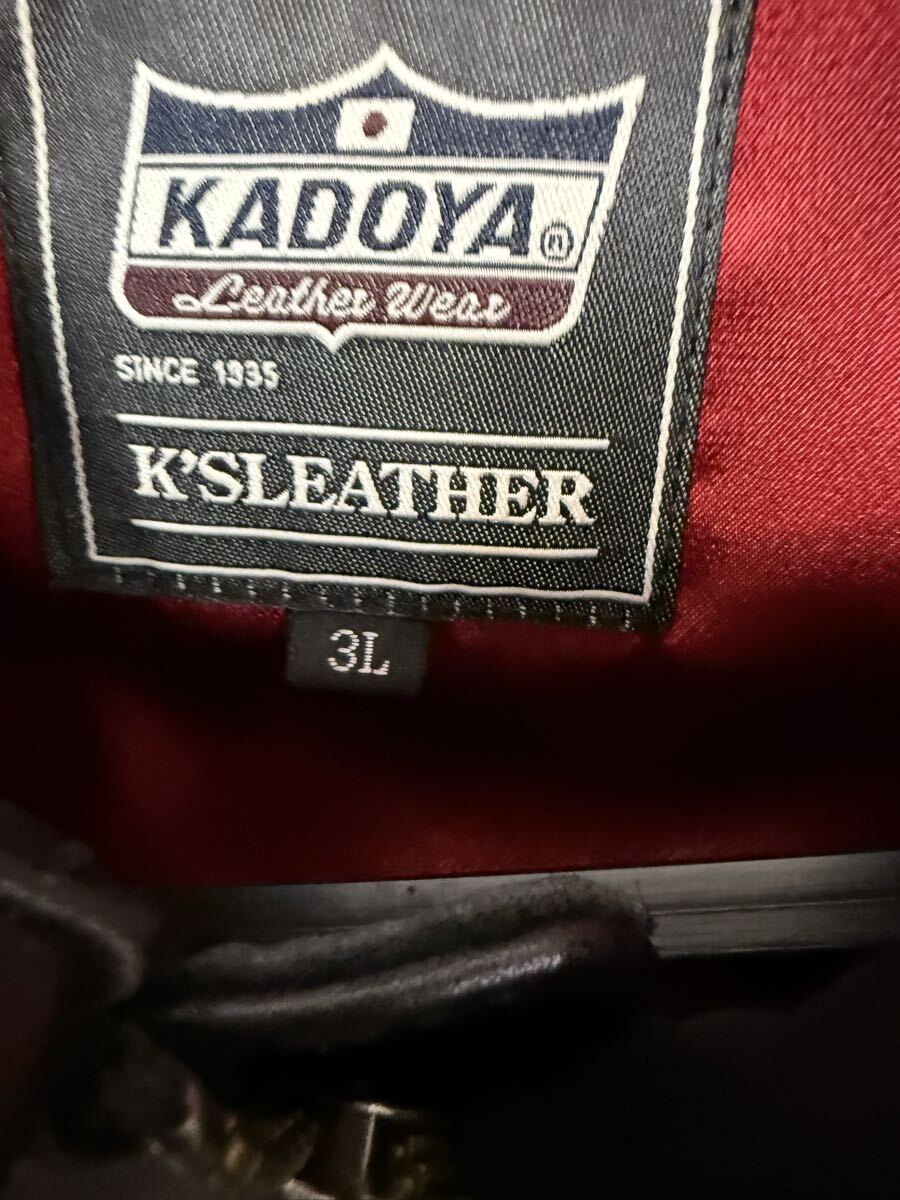 KADOYA®
Leather Wear
SINCE 1935
K'SLEATHER
3L